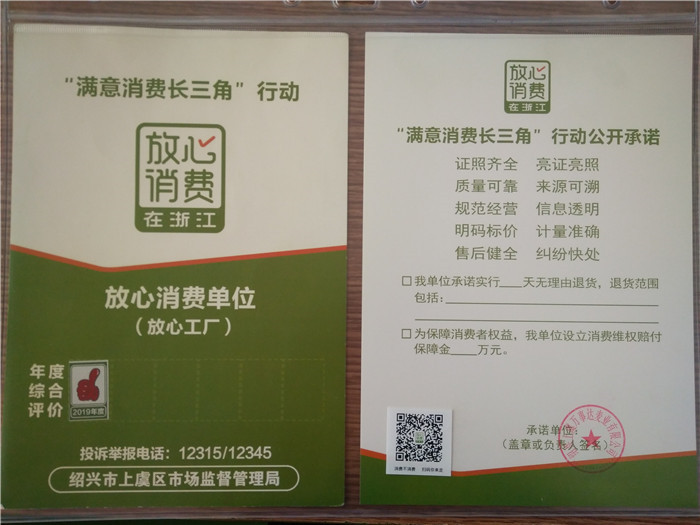 “满意消费长三角”行动
放心
消费
在浙江
放心消费单位
（放心工厂）
年度
综合
评价
2019年度
投诉举报电话：12315/12345
绍兴市上虞区市场监督管理局
放心
消费
在浙江
“满意消费长三角”行动公开承诺
证照齐全 亮证亮照
质量可靠 来源可溯
规范经营 信息透明
明码标价 计量准确
售后健全 纠纷快处
□我单位承诺实行____天无理由退货，退货范围
包括：
□为保障消费者权益，我单位设立消费维权赔付
保障金____万元。
承诺单位：
（盖章或负责人签名）